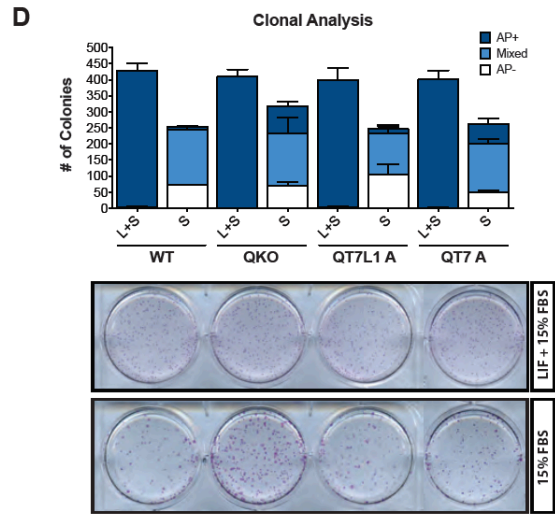 D
Clonal Analysis
AP+
Mixed
AP-
# of Colonies
500
450
400
350
300
250
200
150
100
50
0
L+S S L+S S L+S S L+S S
WT QKO QT7L1 A QT7 A
LIF + 15% FBS
15% FBS